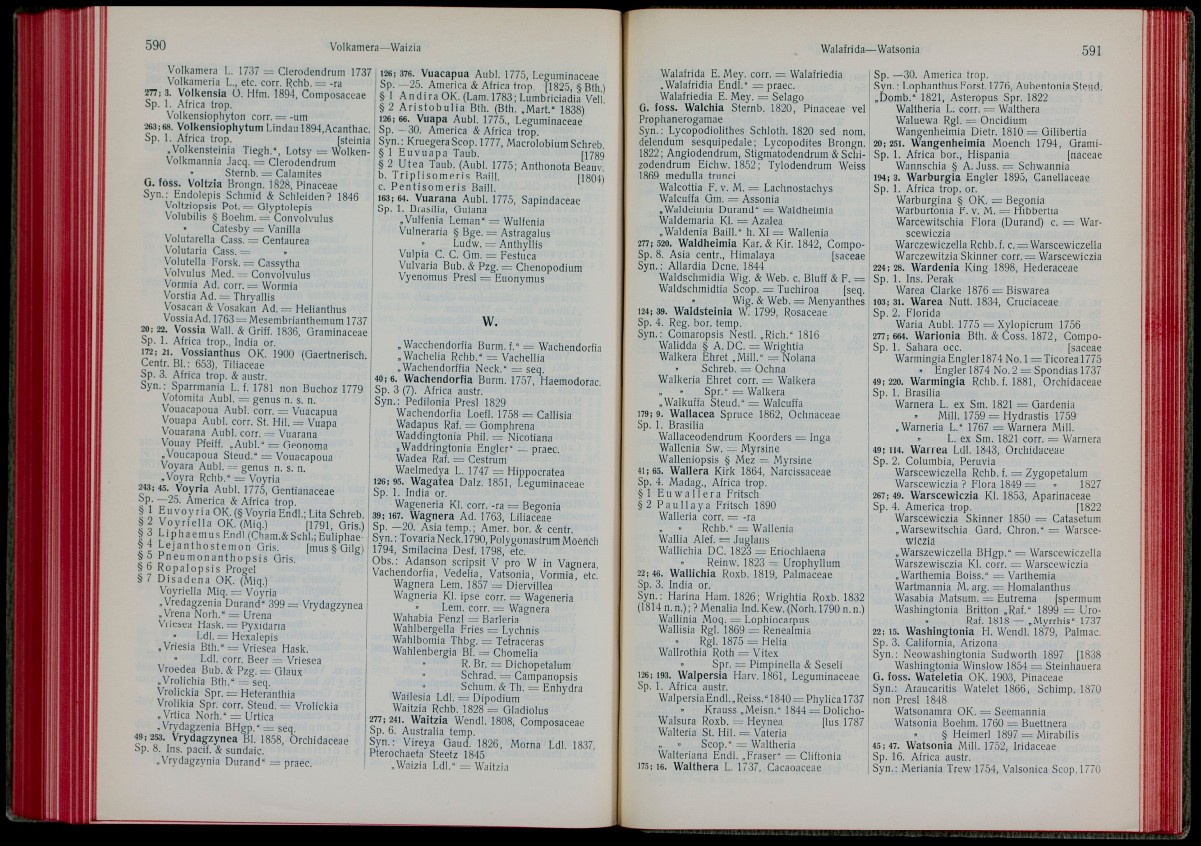 590
Volkamera—Waizia
Volkamera L. 1737 = Clerodendrum 1737
Volkameria L., etc. corr. Rchb. = -ra
277; 3. Volkensia O. Hfm. 1894, Composaceae
Sp. 1. Africa trop.
Volkensiophyton corr. = -um
263; 68. Volkensiophytum Lindau 1894, Acanthac.
Sp. 1. Africa trop. [steinia
„Volkensteinia Tiegh.“, Lotsy = Wolken-
Volkmannia Jacq. = Clerodendrum
" Sternb. = Calamites
G. foss. Voltzia Brongn. 1828, Pinaceae
Syn.: Endolepis Schmid & Schleiden? 1846
Voltziopsis Pot. = Glyptolepis
Volubilis § Boehm. = Convolvulus
" Catesby = Vanilla
Volutarella Cass. = Centaurea
Volutaria Cass. = "
Volutella Forsk. = Cassytha
Volvulus Med. = Convolvulus
Vormia Ad. corr. = Wormia
Vorstia Ad. = Thryallis
Vosacan & Vosakan Ad. = Helianthus
Vossia Ad. 1763 = Mesembrianthemum 1737
20; 22. Vossia Wall. & Griff. 1836, Graminaceae
Sp. 1. Africa trop., India or.
172; 21. Vossianthus OK. 1900 (Gaertnerisch.
Centr. Bl.: 653), Tiliaceae
Sp. 3. Africa trop. & austr.
Syn.: Sparrmania L. f. 1781 non Buchoz 1779
Votomita Aubl. = genus n. s. n.
Vouacapoua Aubl. corr. = Vuacapua
Vouapa Aubl. corr. St. Hil. = Vuapa
Vouarana Aubl. corr. = Vuarana
Vouay Pfeiff. „Aubl.“ = Geonoma
„Voucapoua Steud.“ = Vouacapoua
Voyara Aubl. = genus n. s. n.
„Voyra Rchb.“ = Voyria
243; 45. Voyria Aubl. 1775, Gentianaceae
Sp. —25. America & Africa trop.
§ 1 Euvoyria OK. (§ Voyria Endl.; Lita Schreb.
§ 2 Voyriella OK. (Miq.) [1791, Gris.)
§ 3 Liphaemus Endl (Cham.& Schl.; Euliphae-
§ 4 Lejanthostemon Gris. [mus § Gilg)
§ 5 Pneumonanthopsis Gris.
§ 6 Ropalopsis Progel
§ 7 Disadena OK. (Miq.)
Voyriella Miq. = Voyria
„Vredagzenia Durand“ 399 = Vrydagzynea
„Vrena Norh.“ = Urena
Vriesea Hask. = Pyxidaria
" Ldl. = Hexalepis
„Vriesia Bth.“ = Vriesea Hask.
" Ldl. corr. Beer = Vriesea
Vroedea Bub. & Pzg. = Glaux
„Vrolichia Bth.“ = seq.
Vrolickia Spr. = Heteranthia
Vrolikia Spr. corr. Steud. = Vrolickia
„Vrtica Norh.“ = Urtica
„Vrydagzenia BHgp.“ = seq.
49; 253. Vrydagzynea Bl. 1858, Orchidaceae
Sp. 8. Ins. pacif. & sundaic.
„Vrydagzynia Durand“ = praec.
126; 376. Vuacapua Aubl. 1775, Leguminaceae
Sp. —25. America & Africa trop. [1825, § Bth.)
§ 1 Andira OK. (Lam. 1783; Lumbriciadia Vell.
§ 2 Aristobulia Bth. (Bth. „Mart.“ 1838)
126; 66. Vuapa Aubl. 1775., Leguminaceae
Sp. —30. America & Africa trop.
Syn.: Kruegera Scop. 1777, Macrolobium Schreb.
§ 1 Euvuapa Taub. [1789
§ 2 Utea Taub. (Aubl. 1775; Anthonota Beauv.
b. Triplisomeris Baill. [1804)
c. Pentisomeris Baill.
163; 64. Vuarana Aubl. 1775, Sapindaceae
Sp. 1. Brasilia, Guiana
„Vulfenia Leman“ = Wulfenia
Vulneraria § Bge. = Astragalus
" Ludw. = Anthyllis
Vulpia C. C. Gm. = Festuca
Vulvaria Bub. & Pzg. = Chenopodium
Vyenomus Presl = Euonymus
W.
„Wacchendorfia Burm. f.“ = Wachendorfia
„Wachelia Rchb.“ = Vachellia
„Wachendorffia Neck.“ = seq.
40; 6. Wachendorfia Burm. 1757, Haemodorac.
Sp. 3 (7). Africa austr.
Syn.: Pedilonia Presl 1829
Wachendorfia Loefl. 1758 = Callisia
Wadapus Raf. = Gomphrena
Waddingtonia Phil. = Nicotiana
„Waddringtonia Engler“ = praec.
Wadea Raf. = Cestrum
Waelmedya L. 1747 = Hippocratea
126; 95. Wagatea Dalz. 1851, Leguminaceae
Sp. 1. India or.
Wageneria Kl. corr. -ra = Begonia
39; 167. Wagnera Ad. 1763, Liliaceae
Sp. —20. Asia temp.; Amer. bor. & centr.
Syn.: Tovaria Neck. 1790, Polygonastrum Moench
1794, Smilacina Desf. 1798, etc.
Obs.: Adanson scripsit V pro W in Vagnera,
Vachendorfia, Vedelia, Vatsonia, Vormia, etc.
Wagnera Lem. 1857 = Diervillea
Wagneria Kl. ipse corr. = Wageneria
" Lem. corr. = Wagnera
Wahabia Fenzl = Barleria
Wahlbergella Fries = Lychnis
Wahlbomia Thbg. = Tetraceras
Wahlenbergia Bl. = Chomelia
" R. Br. = Dichopetalum
" Schrad. = Campanopsis
" Schum. & Th. = Enhydra
Wailesia Ldl. = Dipodium
Waitzia Rchb. 1828 = Gladiolus
277; 241. Waitzia Wendl. 1808, Composaceae
Sp. 6. Australia temp.
Syn.: Vireya Gaud. 1826, Morna Ldl. 1837,
Pterochaeta Steetz 1845
„Waizia Ldl.“ = Waitzia
Walafrida—Watsonia
591
Walafrida E. Mey. corr. = Walafriedia
„Walafridia Endl.“ = praec.
Walafriedia E. Mey. = Selago
G. foss. Walchia Sternb. 1820, Pinaceae vel
Prophanerogamae
Syn.: Lycopodiolithes Schloth. 1820 sed nom.
delendum sesquipedale; Lycopodites Brongn.
1822; Angiodendrum, Stigmatodendrum & Schi-
zodendrum Eichw. 1852; Tylodendrum Weiss
1869 medulla trunci
Walcottia F. v. M. = Lachnostachys
Walcuffa Gm. = Assonia
„Waldeimia Durand“ = Waldheimia
Waldemaria Kl. = Azalea
„Waldenia Baill.“ h. XI = Wallenia
277; 520. Waldheimia Kar. & Kir. 1842, Compo-
Sp. 8. Asia centr., Himalaya [saceae
Syn.: Allardia Dcne. 1844
Waldschmidia Wig. & Web. c. Bluff & F. =
Waldschmidtia Scop. = Tuchiroa [seq.
" Wig. & Web. = Menyanthes
124; 39. Waldsteinia W. 1799, Rosaceae
Sp. 4. Reg. bor. temp.
Syn.: Comaropsis Nestl. „Rich.“ 1816
Walidda § A. DC. = Wrightia
Walkera Ehret „Mill.“ = Nolana
" Schreb. = Ochna
Walkeria Ehret corr. = Walkera
„ " Spr.“ = Walkera
„Walkuffa Steud.“ = Walcuffa
179; 9. Wallacea Spruce 1862, Ochnaceae
Sp. 1. Brasilia
Wallaceodendrum Koorders = Inga
Wallenia Sw. = Myrsine
Walleniopsis § Mez = Myrsine
41; 65. Wallera Kirk 1864, Narcissaceae
Sp. 4. Madag., Africa trop.
§ 1 Euwallera Fritsch
§ 2 Paullaya Fritsch 1890
Walleria corr. = -ra
„ " Rchb.“ = Wallenia
Wallia Alef. = Juglans
Wallichia DC. 1823 = Eriochlaena
" Reinw. 1823 = Urophyllum
22; 46. Wallichia Roxb. 1819, Palmaceae
Sp. 3. India or.
Syn.: Harina Ham. 1826; Wrightia Roxb. 1832
(1814 n. n.); ? Menalia Ind. Kew. (Norh. 1790 n. n.)
Wallinia Moq. = Lophiocarpus
Wallisia Rgl. 1869 = Renealmia
" Rgl. 1875 = Helia
Wallrothia Roth = Vitex
" Spr. = Pimpinella & Seseli
126; 193. Walpersia Harv. 1861, Leguminaceae
Sp. 1. Africa austr.
Walpersia Endl. „Reiss.“ 1840 = Phylica 1737
" Krauss „Meisn.“ 1844 = Dolicho-
Walsura Roxb. = Heynea [lus 1787
Walteria St. Hil. = Vateria
„ " Scop.“ = Waltheria
Walteriana Endl. „Fraser“ = Cliftonia
175; 16. Walthera L. 1737, Cacaoaceae
Sp. —30. America trop.
Syn.: Lophanthus Forst. 1776, Aubentonia Steud.
„Domb.“ 1821, Asteropus Spr. 1822
Waltheria L. corr. = Walthera
Waluewa Rgl. = Oncidium
Wangenheimia Dietr. 1810 = Gilibertia
20; 251. Wangenheimia Moench 1794, Grami-
Sp. 1. Africa bor., Hispania [naceae
Wannschia § A. Juss. = Schwannia
194; 3. Warburgia Engler 1895, Canellaceae
Sp. 1. Africa trop. or.
Warburgina § OK. = Begonia
Warburtonia F. v. M. = Hibbertia
Warcewitschia Flora (Durand) c. = War-
scewiczia
Warczewiczella Rchb. f. c. = Warscewiczella
Warczewitzia Skinner corr. = Warscewiczia
224; 28. Wardenia King 1898, Hederaceae
Sp. 1. Ins. Perak
Warea Clarke 1876 = Biswarea
103; 31. Warea Nutt. 1834, Cruciaceae
Sp. 2. Florida
Waria Aubl. 1775 = Xylopicrum 1756
277; 664. Warionia Bth. & Coss. 1872, Compo-
Sp. 1. Sahara occ. [saceae
Warmingia Engler 1874 No. 1 = Ticorea 1775
" Engler 1874 No. 2 = Spondias 1737
49; 220. Warmingia Rchb. f. 1881, Orchidaceae
Sp. 1. Brasilia
Warnera L. ex Sm. 1821 = Gardenia
" Mill. 1759 = Hydrastis 1759
„Warneria L.“ 1767 = Warnera Mill.
" L. ex Sm. 1821 corr. = Warnera
49; 114. Warrea Ldl. 1843, Orchidaceae
Sp. 2. Columbia, Peruvia
Warscewiczella Rchb. f. = Zygopetalum
Warscewiczia ? Flora 1849 = " 1827
267; 49. Warscewiczia Kl. 1853, Aparinaceae
Sp. 4. America trop. [1822
Warscewiczia Skinner 1850 = Catasetum
„Warsewitschia Gard. Chron.“ = Warsce-
wiczia
„Warszewiczella BHgp.“ = Warscewiczella
Warszewisczia Kl. corr. = Warscewiczia
„Warthemia Boiss.“ = Varthemia
Wartmannia M. arg. = Homalanthus
Wasabia Matsum. = Eutrema [spermum
Washingtonia Britton „Raf.“ 1899 = Uro-
" Raf. 1818 — „Myrrhis“ 1737
22; 15. Washingtonia H. Wendl. 1879, Palmac.
Sp. 3. California, Arizona
Syn.: Neowashingtonia Sudworth 1897 [1838
Washingtonia Winslow 1854 = Steinhauera
G. foss. Wateletia OK. 1903, Pinaceae
Syn.: Araucaritis Watelet 1866, Schimp. 1870
non Presl 1848
Watsonamra OK. = Seemannia
Watsonia Boehm. 1760 = Buettnera
" § Heimerl 1897 = Mirabilis
45; 47. Watsonia Mill. 1752, Iridaceae
Sp. 16. Africa austr.
Syn.: Meriania Trew 1754, Valsonica Scop. 1770